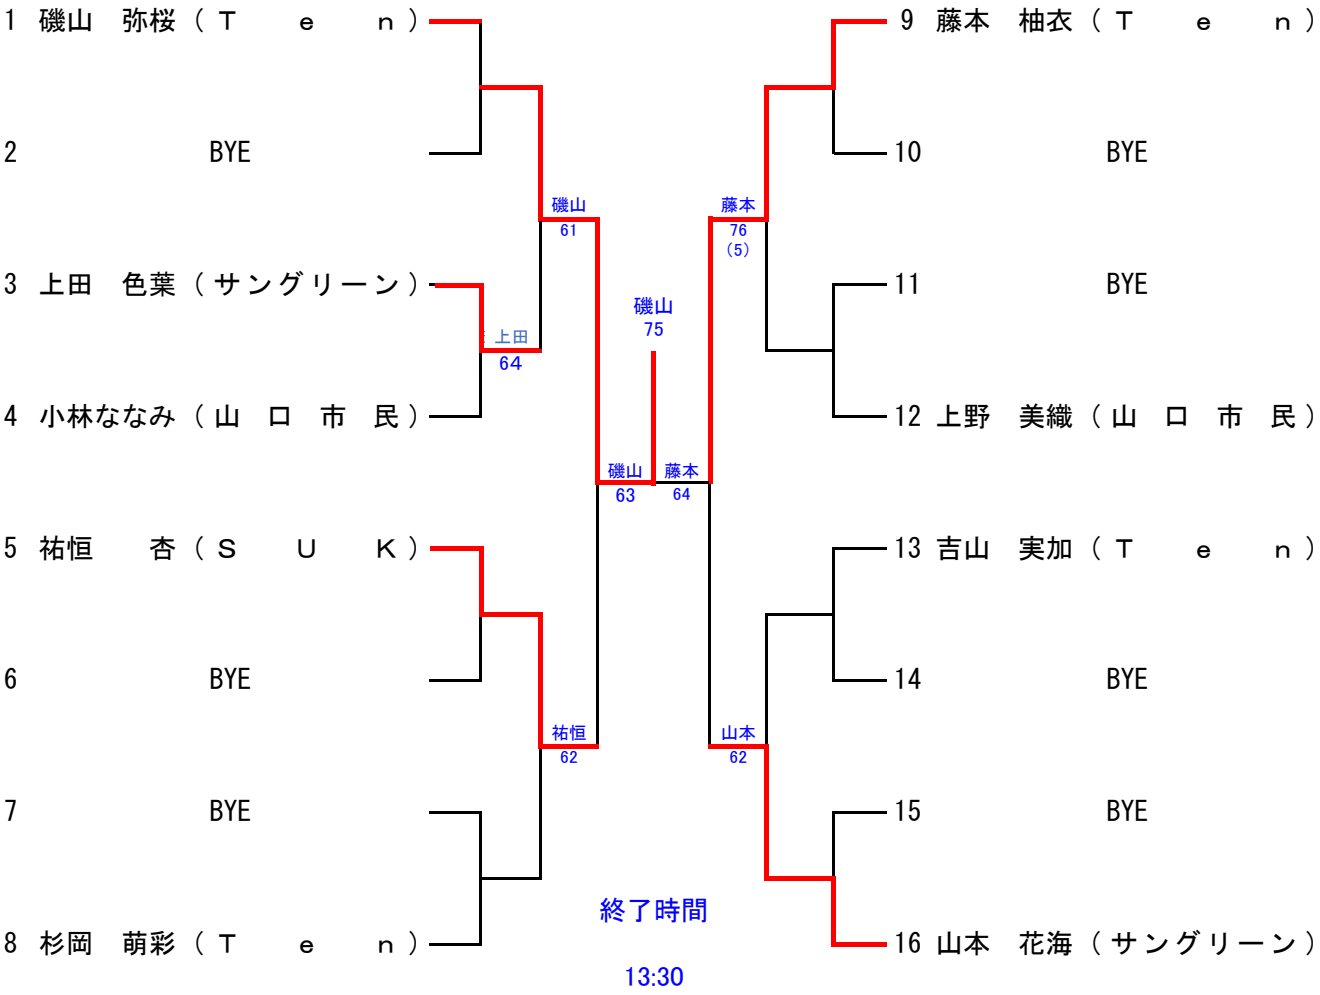 1 磯山　弥桜（Ｔ　ｅ　ｎ）
2 BYE
3 上田　色葉（サングリーン）
4 小林ななみ（山　口　市　民）
5 祐恒　　杏（Ｓ　Ｕ　Ｋ）
6 BYE
7 BYE
8 杉岡　萌彩（Ｔ　ｅ　ｎ）
上田
64
磯山
61
祐恒
62
磯山
63
磯山
75
藤本
64
藤本
76
（5）
山本
62
9 藤本　柚衣（Ｔ　ｅ　ｎ）
10 BYE
11 BYE
12 上野　美織（山　口　市　民）
13 吉山　実加（Ｔ　ｅ　ｎ）
14 BYE
15 BYE
16 山本　花海（サングリーン）
終了時間
13:30